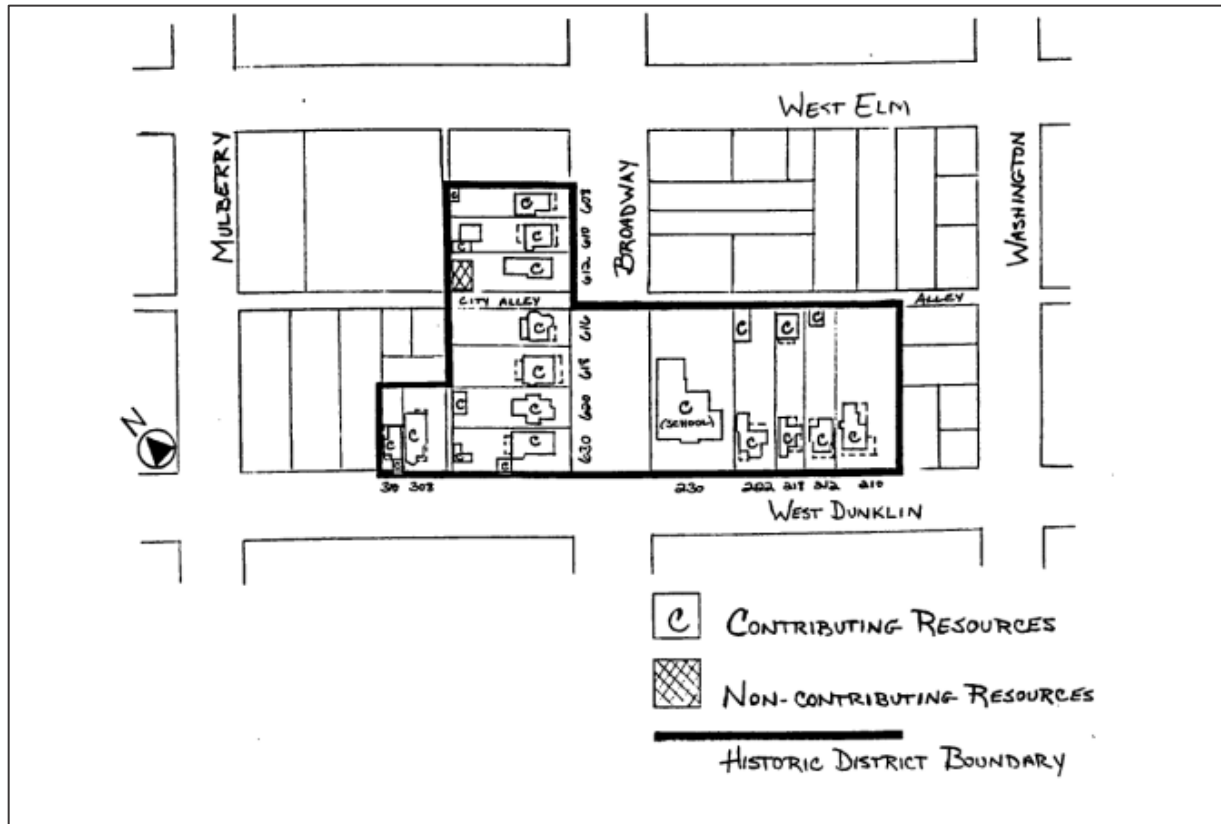 WEST ELM
MULBERRY
BROADWAY
WASHINGTON
C
C 608
C 610
C
C 612
CITY ALLEY
ALLEY
C 616
C C C
C 618
C C 620
C
(SCHOOL)
C C C C
C C 630
C C
C C
N
310 308 230 222 218 212 210
WEST DUNKLIN
C CONTRIBUTING RESOURCES
NON-CONTRIBUTING RESOURCES
HISTORIC DISTRICT BOUNDARY